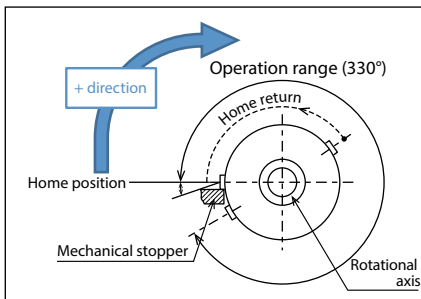 Operation range (330°)
+ direction
Home return
Home position
Mechanical stopper
Rotational
axis